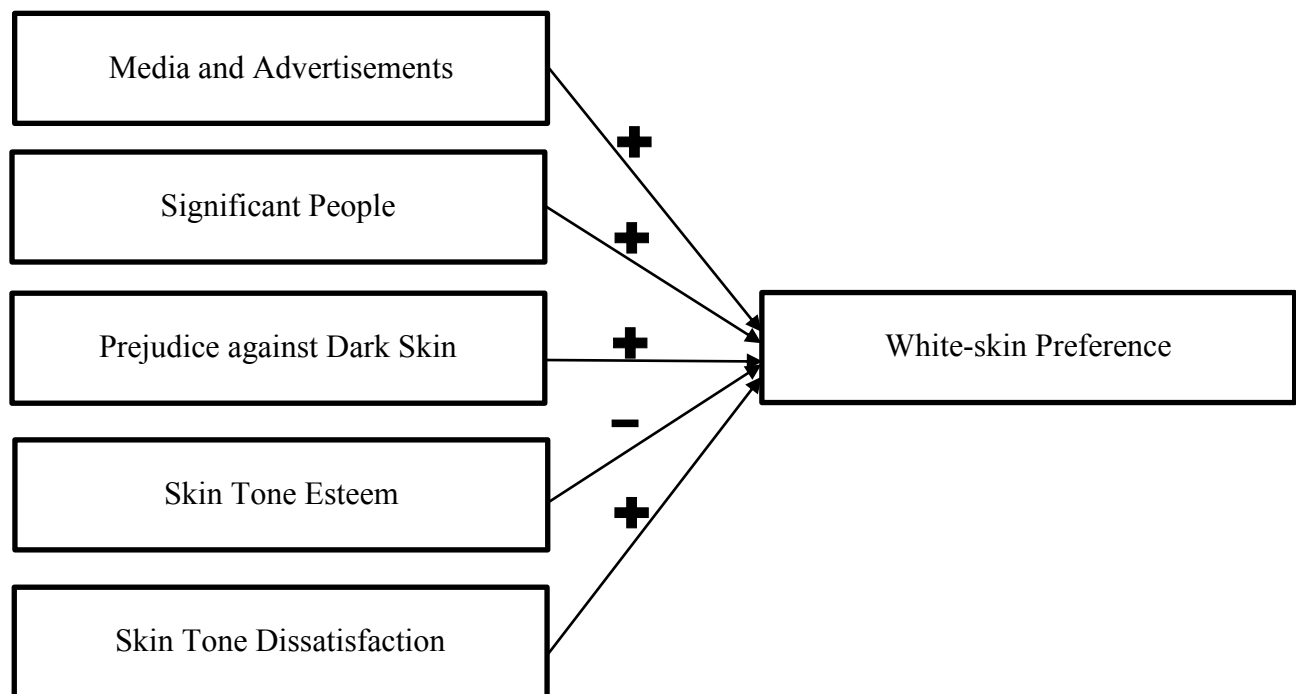 Media and Advertisements
+
Significant People
+
Prejudice against Dark Skin
+
White-skin Preference
−
Skin Tone Esteem
+
Skin Tone Dissatisfaction